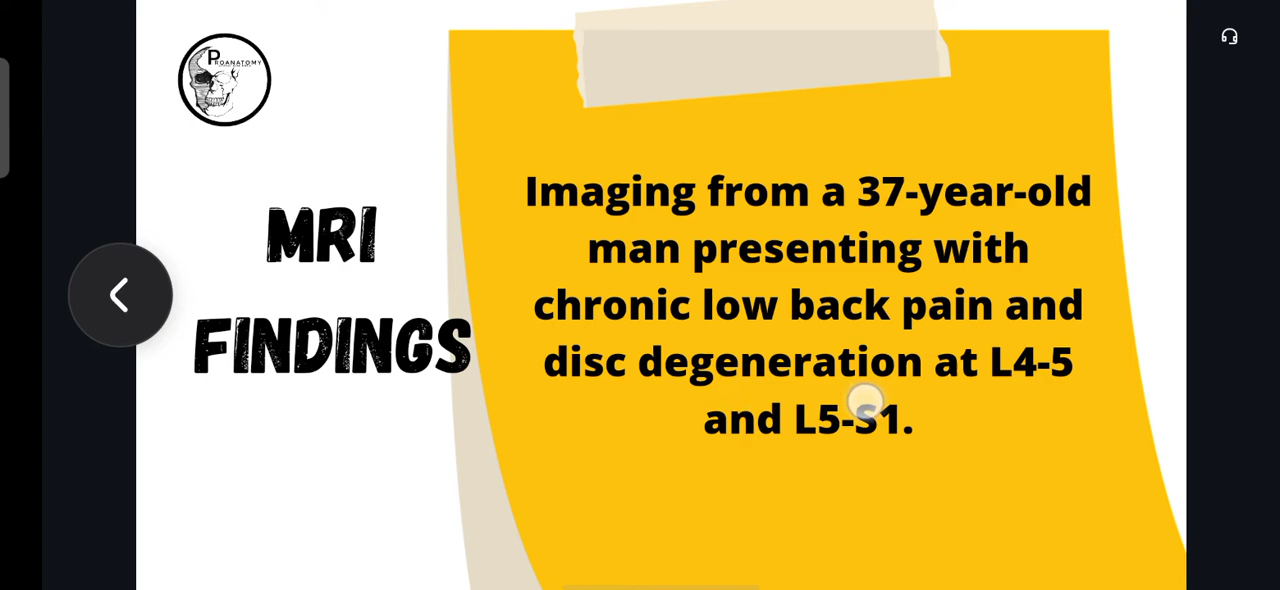 PROANATOMY
MRI
FINDINGS
Imaging from a 37-year-old
man presenting with
chronic low back pain and
disc degeneration at L4-5
and L5-S1.